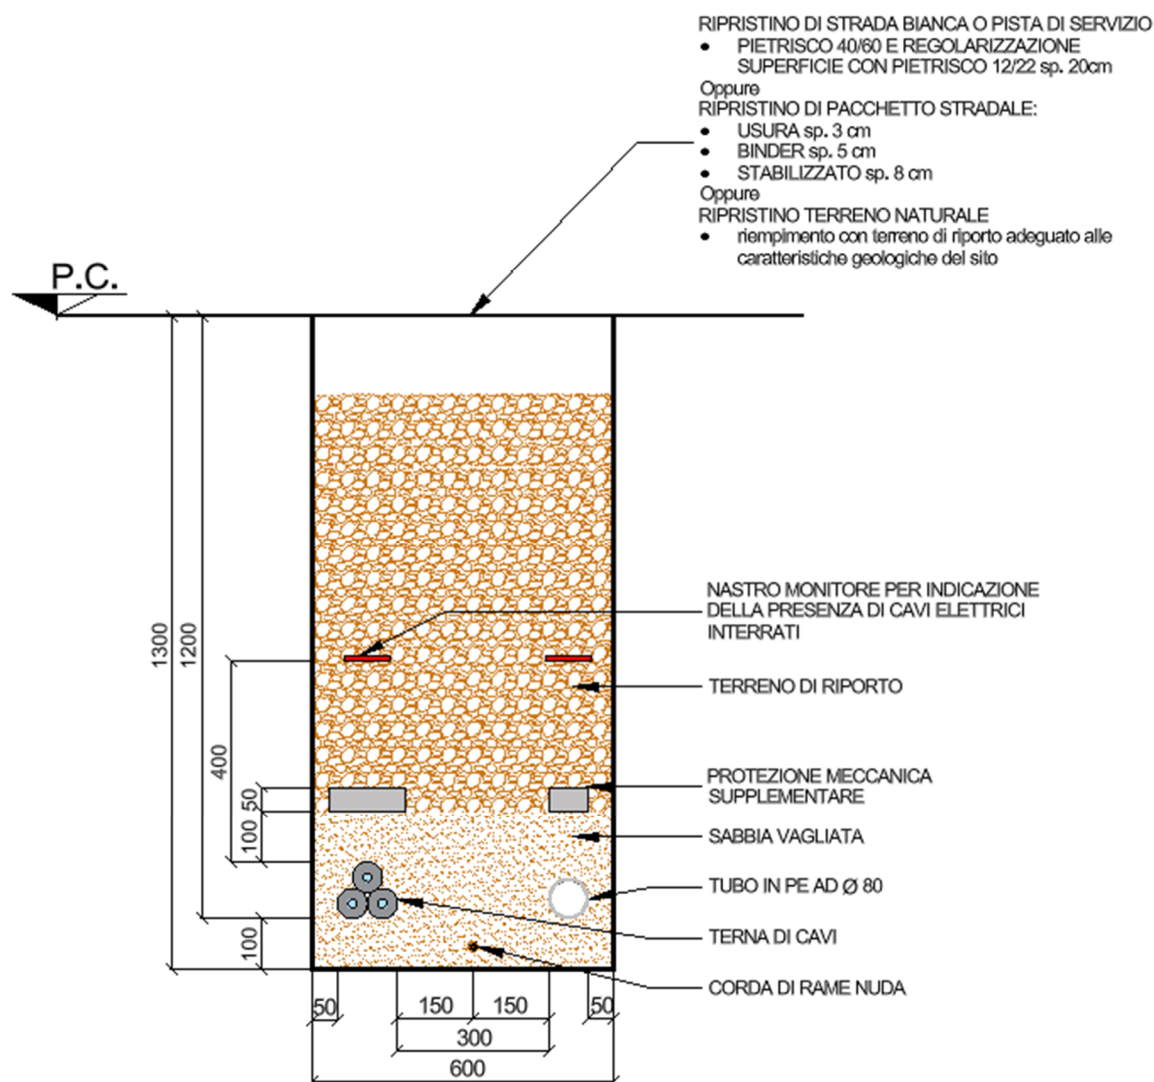 RIPRISTINO DI STRADA BIANCA O PISTA DI SERVIZIO
• PIETRISCO 40/60 E REGOLARIZZAZIONE
SUPERFICIE CON PIETRISCO 12/22 sp. 20cm
Oppure
RIPRISTINO DI PACCHETTO STRADALE:
• USURA sp. 3 cm
• BINDER sp. 5 cm
• STABILIZZATO sp. 8 cm
Oppure
RIPRISTINO TERRENO NATURALE
• riempimento con terreno di riporto adeguato alle
caratteristiche geologiche del sito
P.C.
NASTRO MONITORE PER INDICAZIONE
DELLA PRESENZA DI CAVI ELETTRICI
INTERRATI
TERRENO DI RIPORTO
PROTEZIONE MECCANICA
SUPPLEMENTARE
SABBIA VAGLIATA
TUBO IN PE AD Ø 80
TERNA DI CAVI
CORDA DI RAME NUDA
1300
1200
400
50
100
100
50
150
150
50
300
600